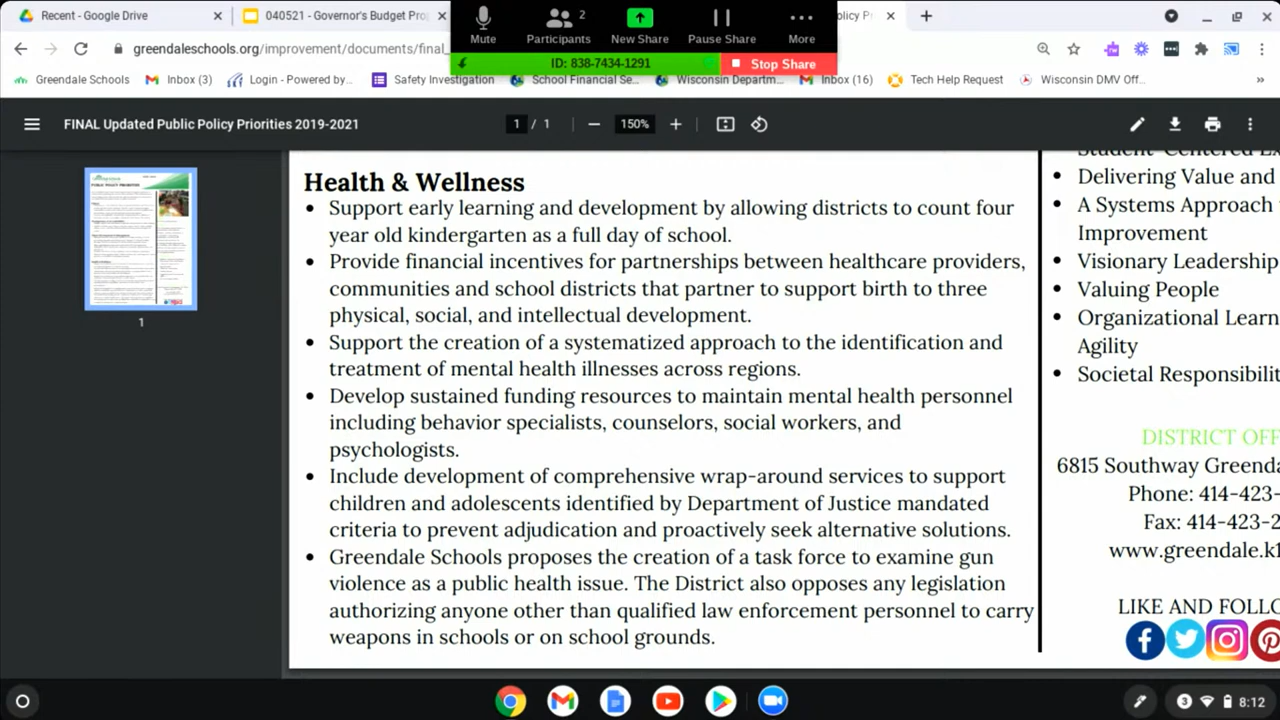 Recent - Google Drive
040521 - Governor's Budget Pro
olicy Pri
Mute
Participants
2
New Share
Pause Share
More
greendaleschools.org/improvement/documents/final_
ID: 838-7434-1291
Stop Share
Greendale Schools
Inbox (3)
Login - Powered by...
Safety Investigation
School Financial Se...
Wisconsin Departm...
Inbox (16)
Tech Help Request
Wisconsin DMV Off...
»
FINAL Updated Public Policy Priorities 2019-2021
1 / 1
150%
1
Health & Wellness
• Support early learning and development by allowing districts to count four
year old kindergarten as a full day of school.
• Provide financial incentives for partnerships between healthcare providers,
communities and school districts that partner to support birth to three
physical, social, and intellectual development.
• Support the creation of a systematized approach to the identification and
treatment of mental health illnesses across regions.
• Develop sustained funding resources to maintain mental health personnel
including behavior specialists, counselors, social workers, and
psychologists.
• Include development of comprehensive wrap-around services to support
children and adolescents identified by Department of Justice mandated
criteria to prevent adjudication and proactively seek alternative solutions.
• Greendale Schools proposes the creation of a task force to examine gun
violence as a public health issue. The District also opposes any legislation
authorizing anyone other than qualified law enforcement personnel to carry
weapons in schools or on school grounds.
Student-Centered Ex
• Delivering Value and
• A Systems Approach
Improvement
• Visionary Leadership
• Valuing People
• Organizational Learn
Agility
• Societal Responsibilit
DISTRICT OFF
6815 Southway Greenda
Phone: 414-423-
Fax: 414-423-2
www.greendale.k1
LIKE AND FOLLO
3
8:12